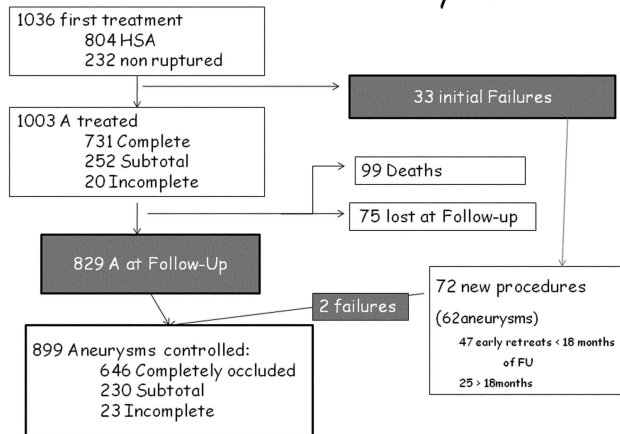 1036 first treatment
804 HSA
232 non ruptured
33 initial Failures
1003 A treated
731 Complete
252 Subtotal
20 Incomplete
99 Deaths
75 lost at Follow-up
829 A at Follow-Up
72 new procedures
(62aneurysms)
47 early retreats < 18 months
of FU
25 > 18months
2 failures
899 Aneurysms controlled:
646 Completely occluded
230 Subtotal
23 Incomplete